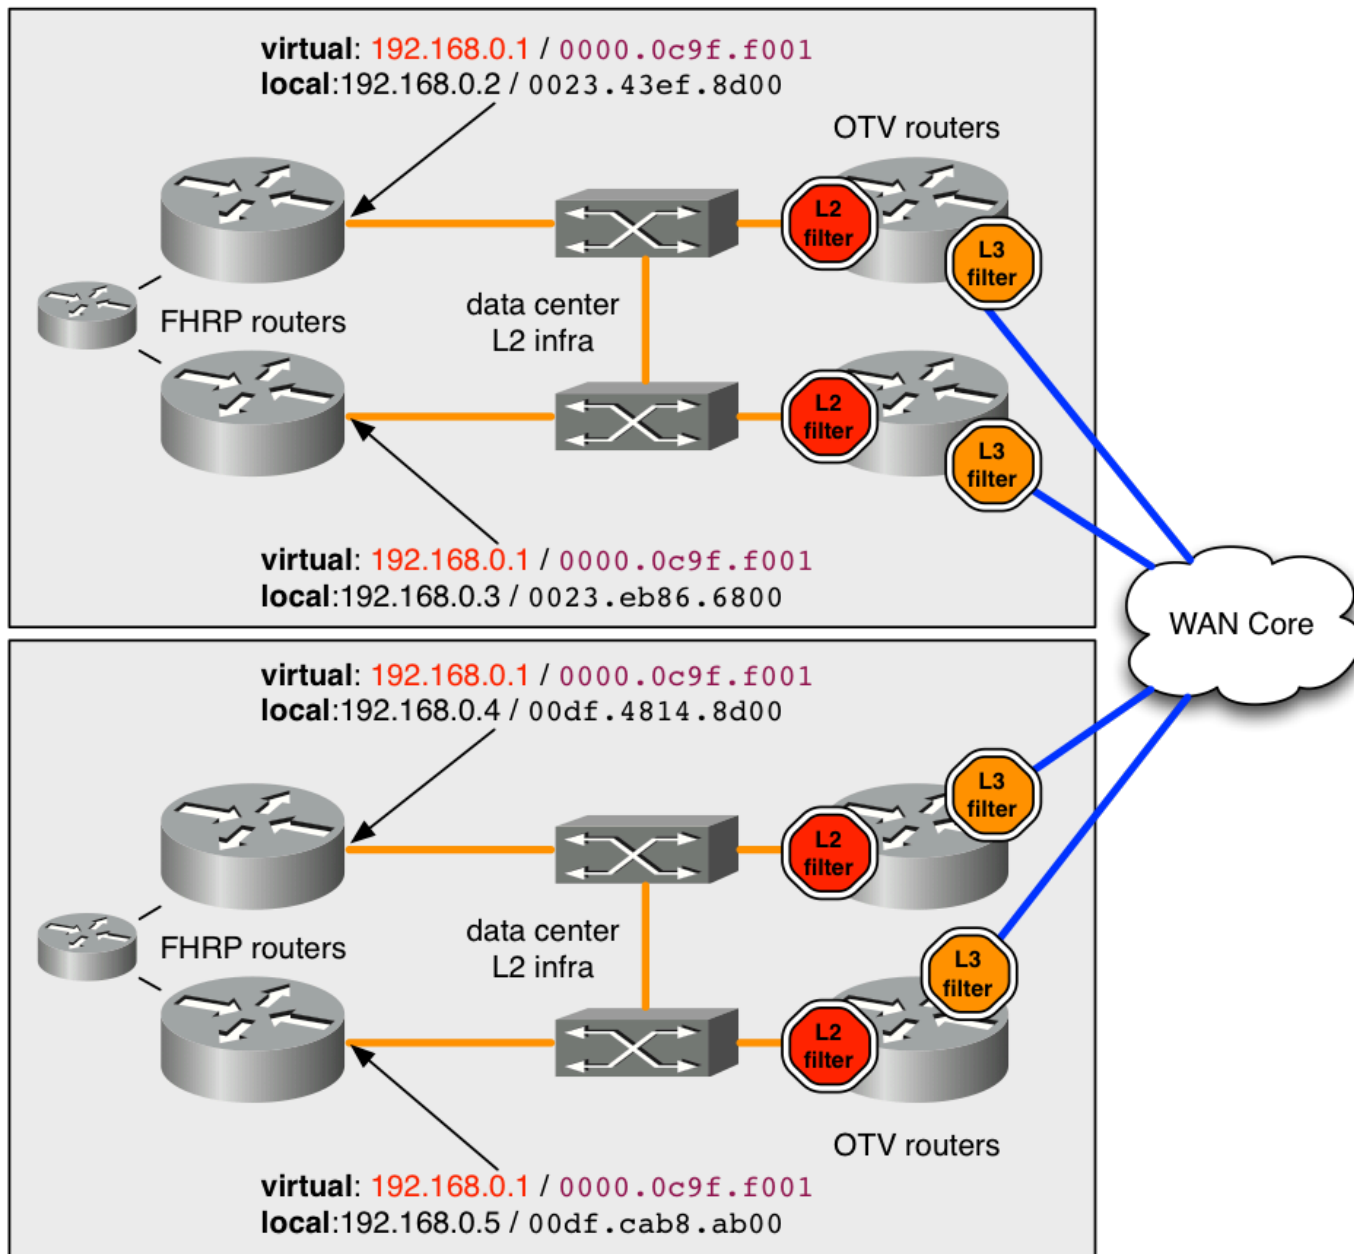 virtual: 192.168.0.1 / 0000.0c9f.f001
local:192.168.0.2 / 0023.43ef.8d00
OTV routers
L2
filter
L3
filter
data center
L2 infra
FHRP routers
L2
filter
L3
filter
virtual: 192.168.0.1 / 0000.0c9f.f001
local:192.168.0.3 / 0023.eb86.6800
WAN Core
virtual: 192.168.0.1 / 0000.0c9f.f001
local:192.168.0.4 / 00df.4814.8d00
L3
filter
L2
filter
data center
L2 infra
FHRP routers
L3
filter
L2
filter
OTV routers
virtual: 192.168.0.1 / 0000.0c9f.f001
local:192.168.0.5 / 00df.cab8.ab00